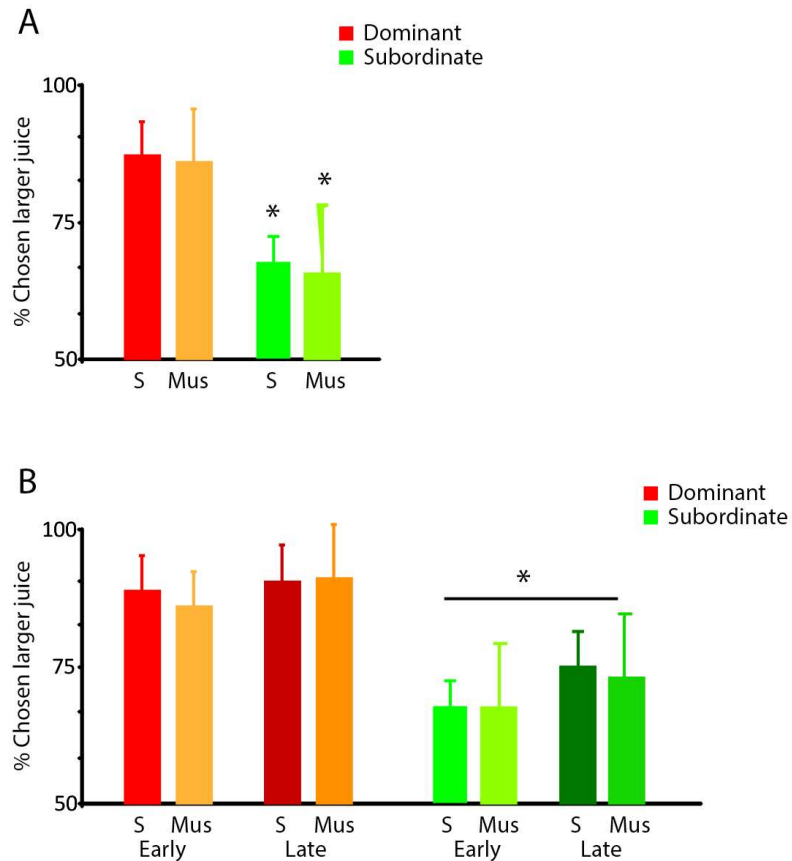 A
Dominant
Subordinate
100
75
50
% Chosen larger juice
* *
S Mus S Mus
B
Dominant
Subordinate
100
75
50
% Chosen larger juice
*
S Mus S Mus S Mus S Mus
Early Late Early Late